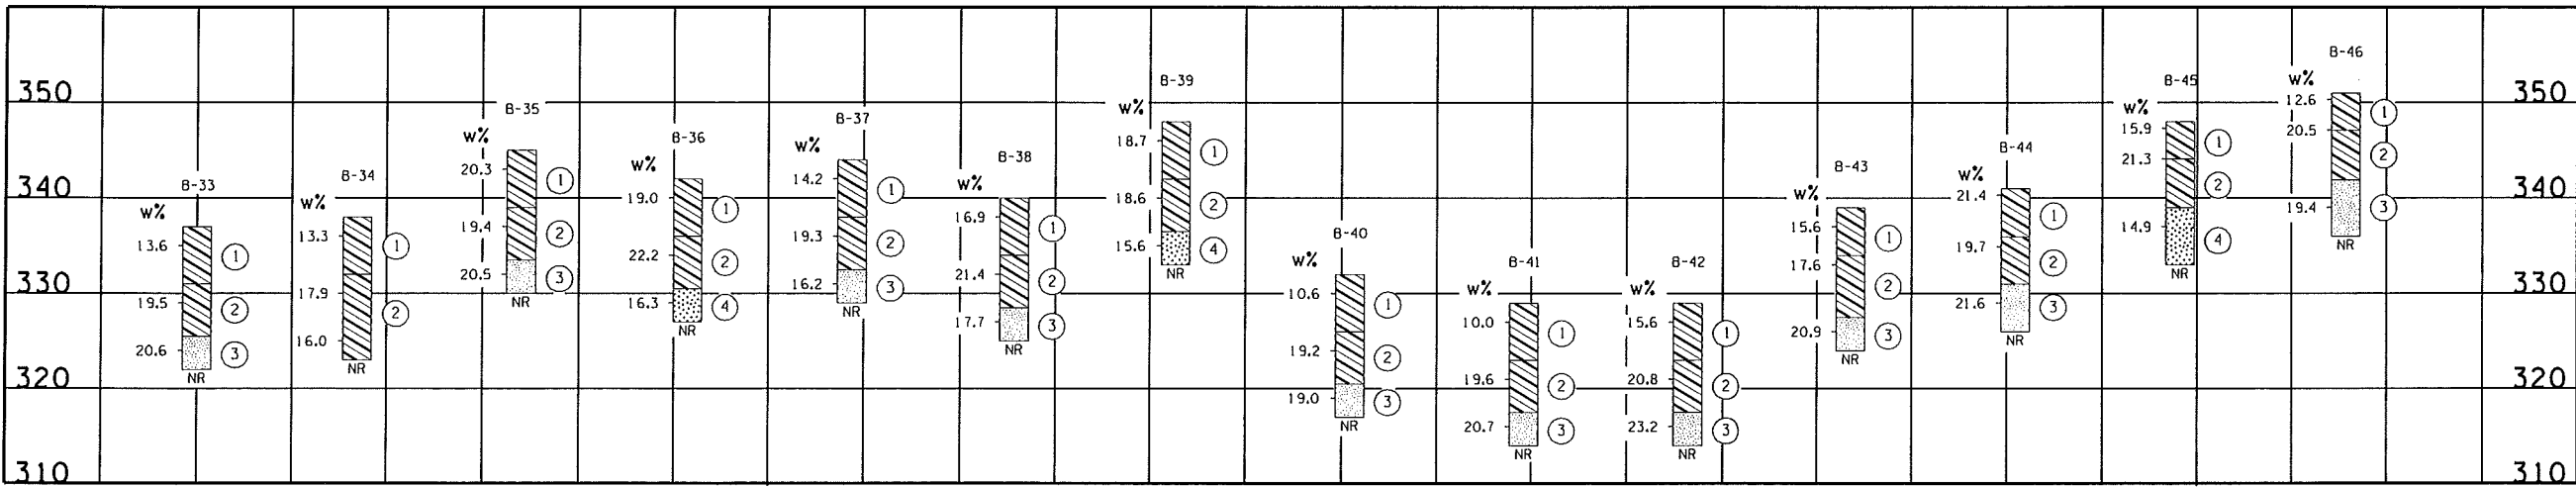 350
340
330
320
310
B-33
w%
13.6
①
19.5
②
20.6
③
NR
B-34
w%
13.3
①
17.9
②
16.0
B-35
w%
20.3
①
19.4
②
20.5
③
NR
B-36
w%
19.0
①
22.2
②
16.3
④
NR
B-37
w%
14.2
①
19.3
②
16.2
③
NR
B-38
w%
16.9
①
21.4
②
17.7
③
NR
B-39
w%
18.7
①
18.6
②
15.6
④
NR
B-40
w%
10.6
①
19.2
②
19.0
③
NR
B-41
w%
10.0
①
19.6
②
20.7
③
NR
B-42
w%
15.6
①
20.8
②
23.2
③
NR
B-43
w%
15.6
①
17.6
②
20.9
③
NR
B-44
w%
21.4
①
19.7
②
21.6
③
NR
B-45
w%
15.9
①
21.3
②
14.9
④
NR
B-46
w%
12.6
①
20.5
②
19.4
③
NR
350
340
330
320
310